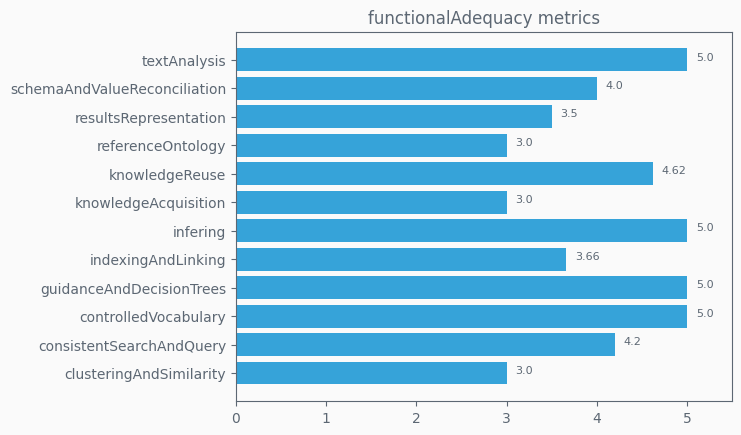 functionalAdequacy metrics
textAnalysis 5.0
schemaAndValueReconciliation 4.0
resultsRepresentation 3.5
referenceOntology 3.0
knowledgeReuse 4.62
knowledgeAcquisition 3.0
infering 5.0
indexingAndLinking 3.66
guidanceAndDecisionTrees 5.0
controlledVocabulary 5.0
consistentSearchAndQuery 4.2
clusteringAndSimilarity 3.0
0 1 2 3 4 5